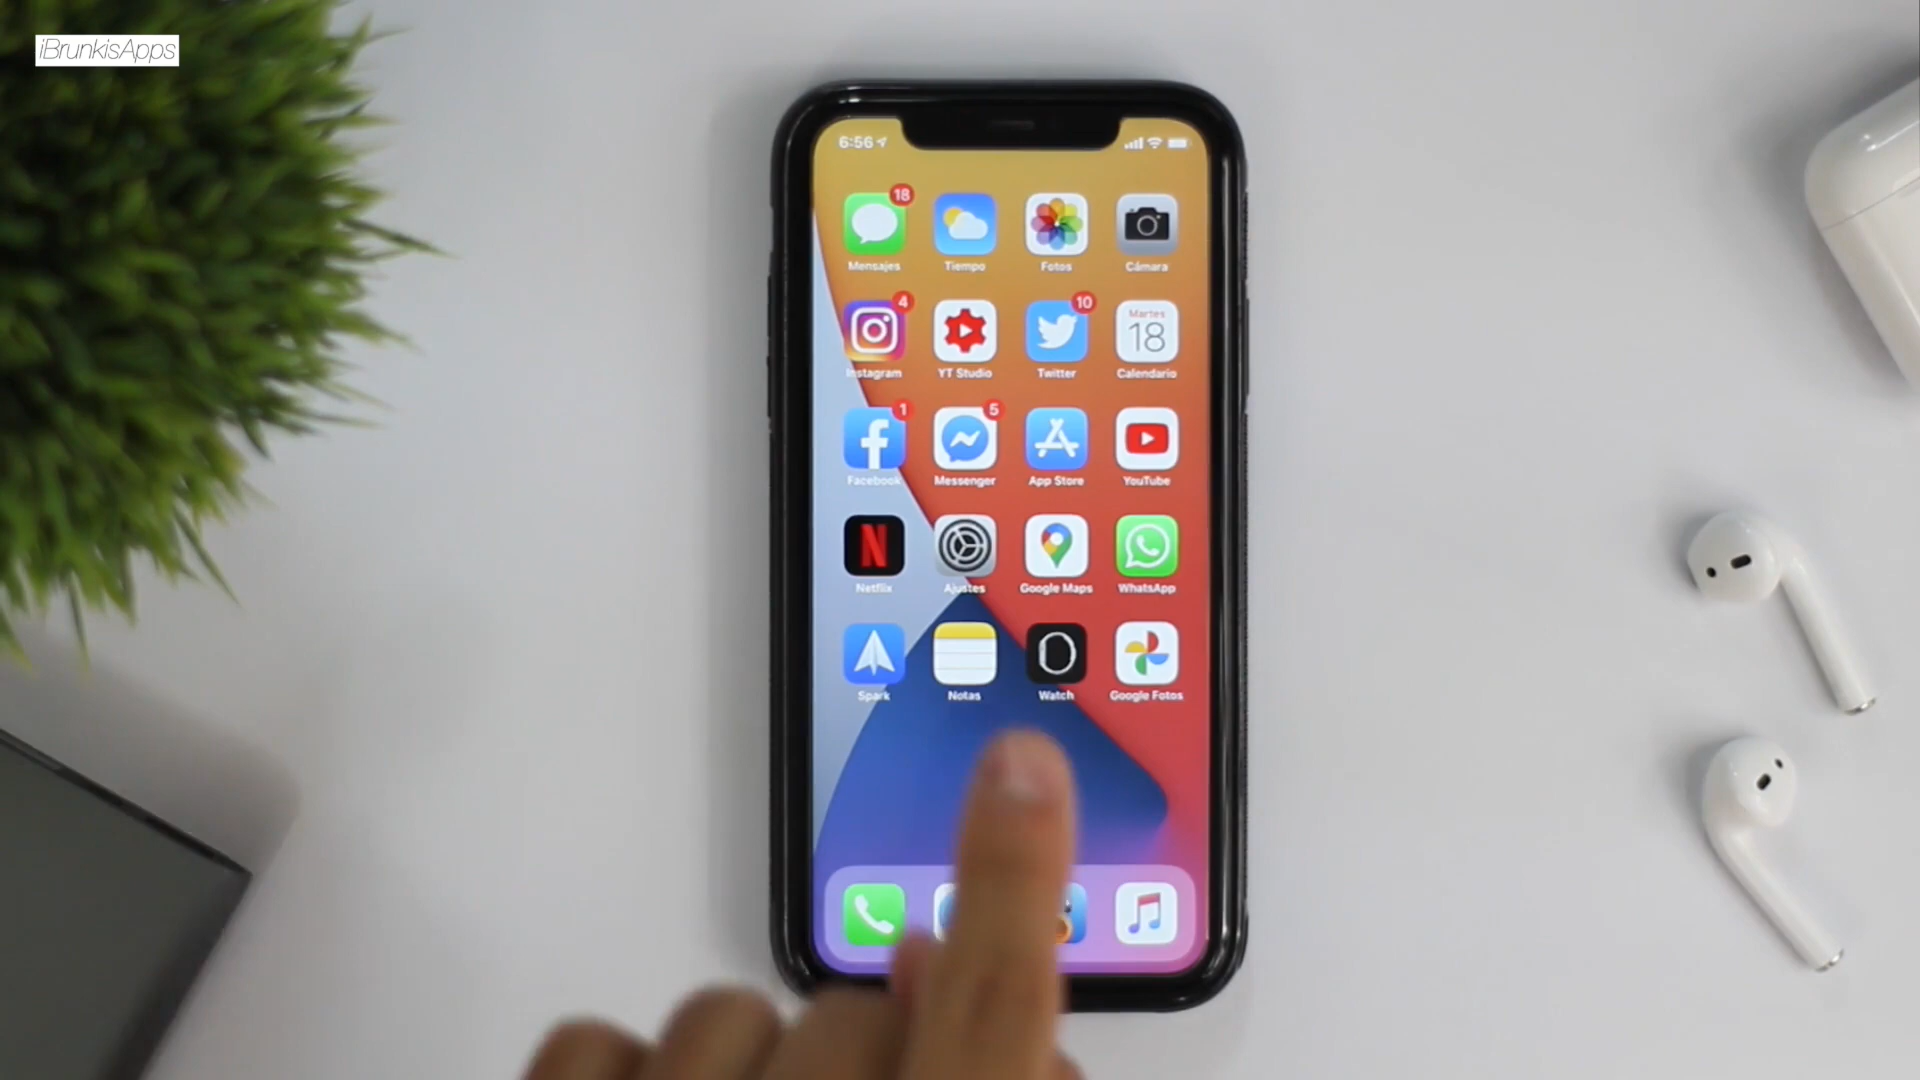 iBrunkisApps
6:56
18
Mensajes
Tiempo
Fotos
Cámara
4
10
Martes
18
Instagram
YT Studio
Twitter
Calendario
1
5
Facebook
Messenger
App Store
YouTube
N
Netflix
Ajustes
Google Maps
WhatsApp
Spark
Notas
Watch
Google Fotos